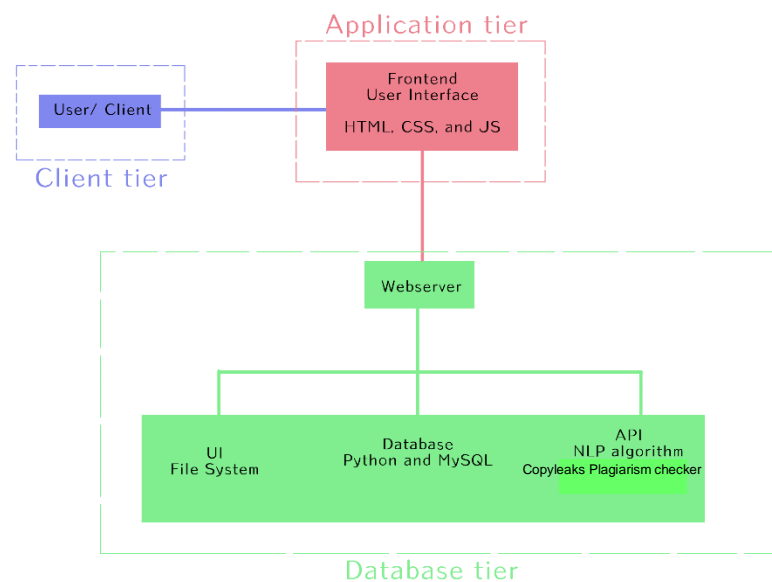 Application tier
Frontend
User Interface
HTML, CSS, and JS
User/ Client
Client tier
Webserver
UI
File System
Database
Python and MySQL
API
NLP algorithm
Copyleaks Plagiarism checker
Database tier